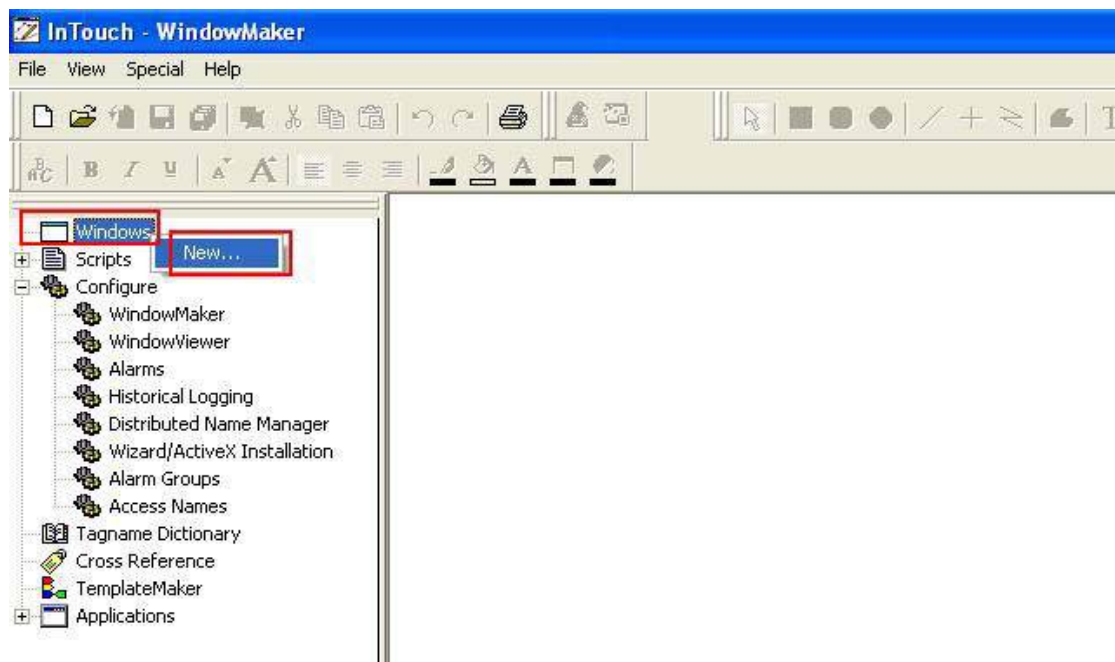 InTouch - WindowMaker
File View Special Help
T
ABC B I U A A A
Windows
New...
Scripts
Configure
WindowMaker
WindowViewer
Alarms
Historical Logging
Distributed Name Manager
Wizard/ActiveX Installation
Alarm Groups
Access Names
Tagname Dictionary
Cross Reference
TemplateMaker
Applications